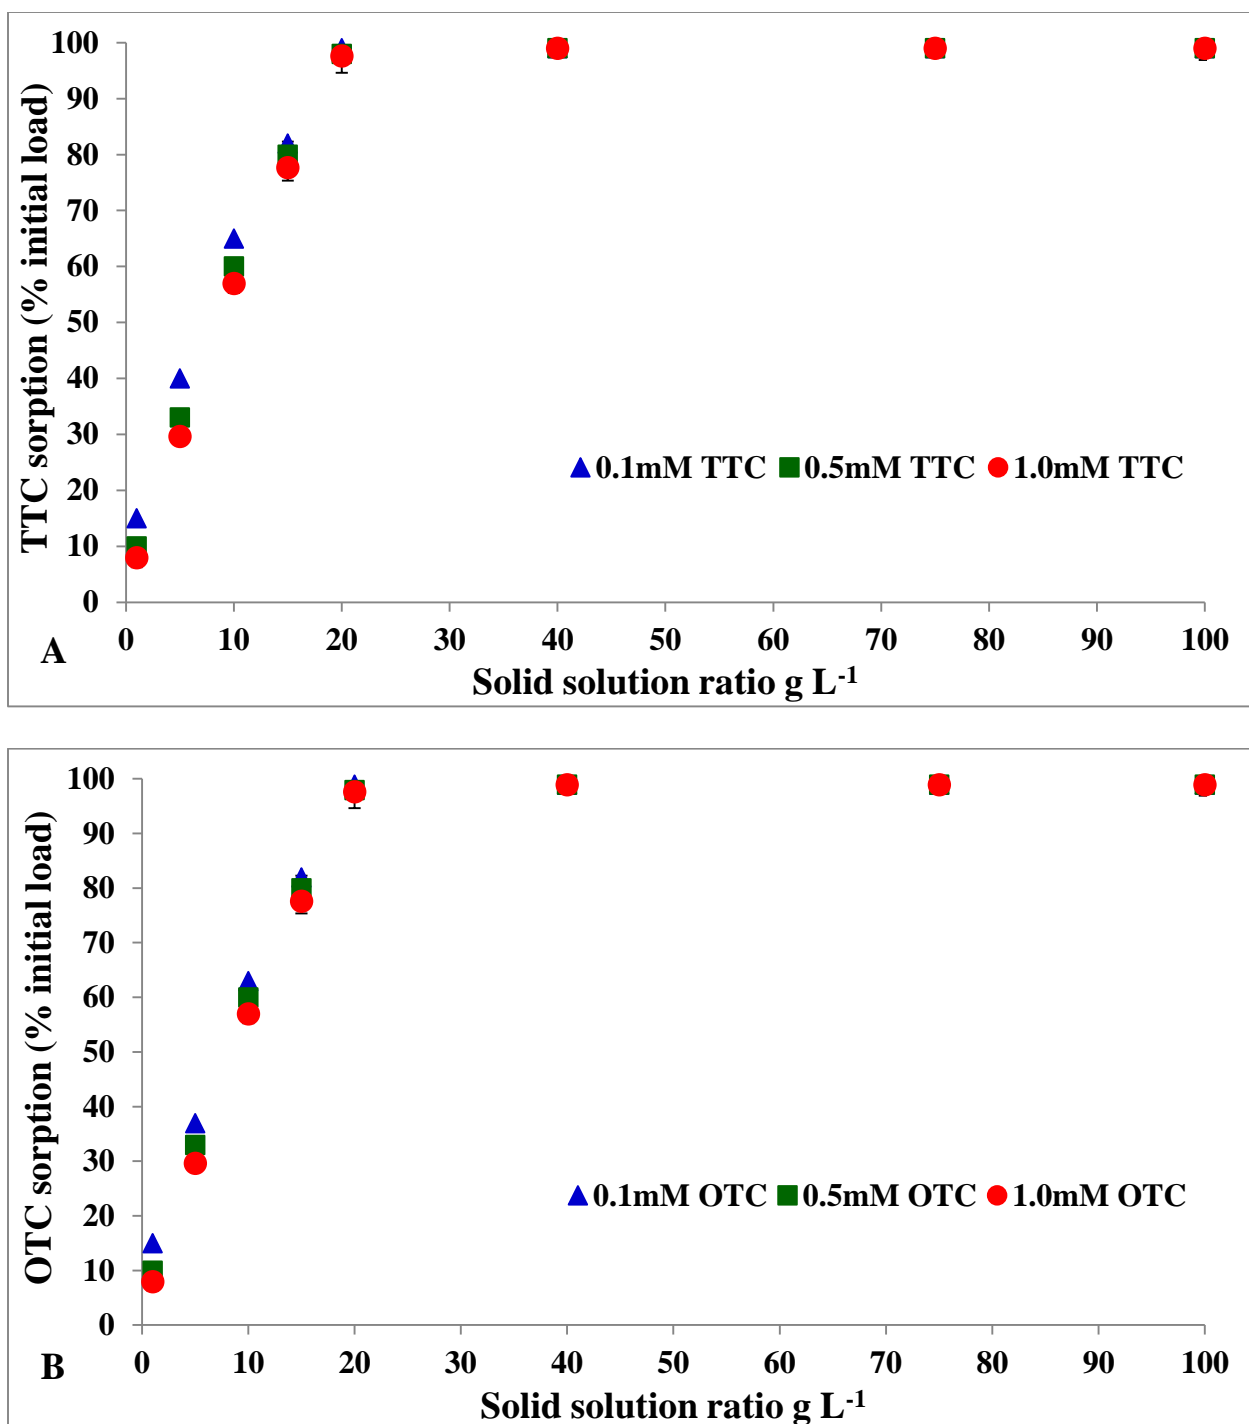 TTC sorption (% initial load)
100
90
80
70
60
50
40
30
20
10
0
0.1mM TTC 0.5mM TTC 1.0mM TTC
0 10 20 30 40 50 60 70 80 90 100
A
Solid solution ratio g L-1
OTC sorption (% initial load)
100
90
80
70
60
50
40
30
20
10
0
0.1mM OTC 0.5mM OTC 1.0mM OTC
0 10 20 30 40 50 60 70 80 90 100
B
Solid solution ratio g L-1